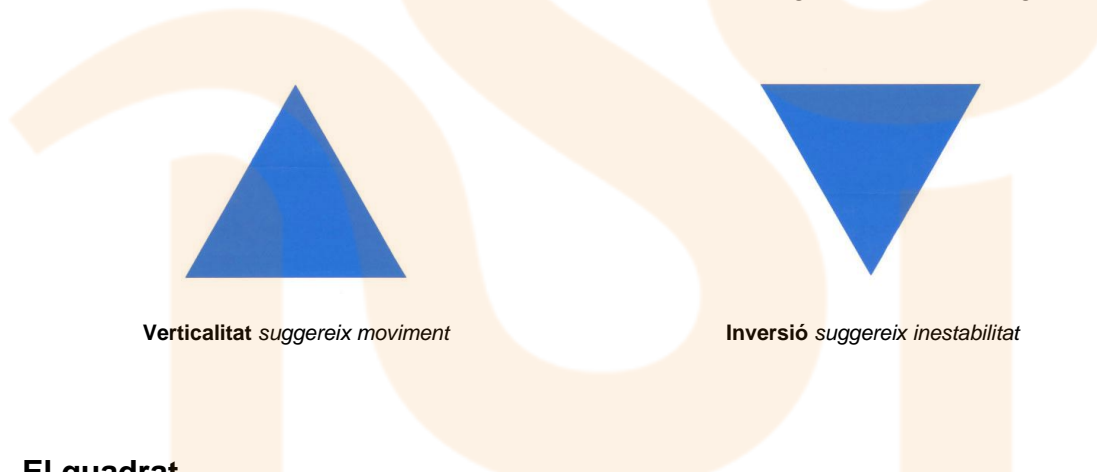 Verticalitat suggereix moviment
Inversió suggereix inestabilitat
El quadrat